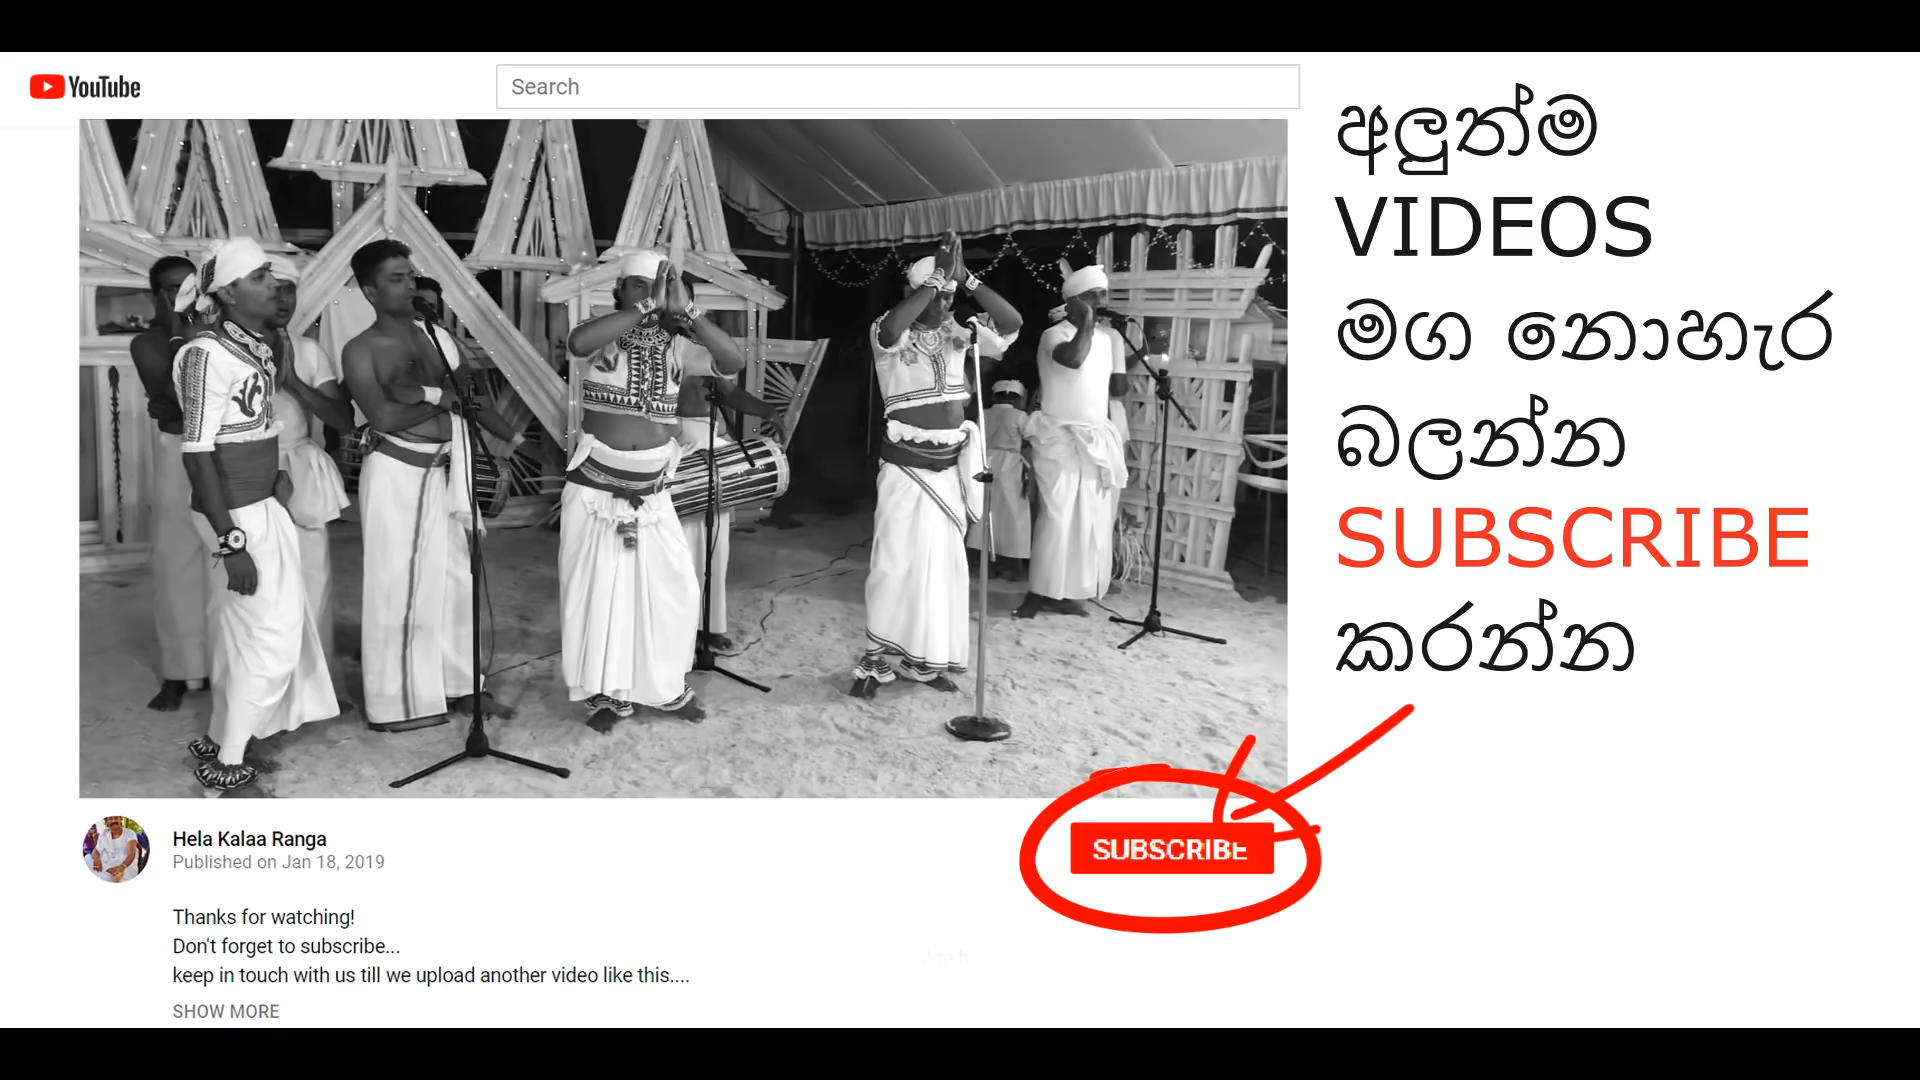 YouTube
Search
අලුත්ම
VIDEOS
මග නොහැර
බලන්න
SUBSCRIBE
කරන්න
Hela Kalaa Ranga
Published on Jan 18, 2019
SUBSCRIBE
Thanks for watching!
Don't forget to subscribe...
keep in touch with us till we upload another video like this....
SHOW MORE